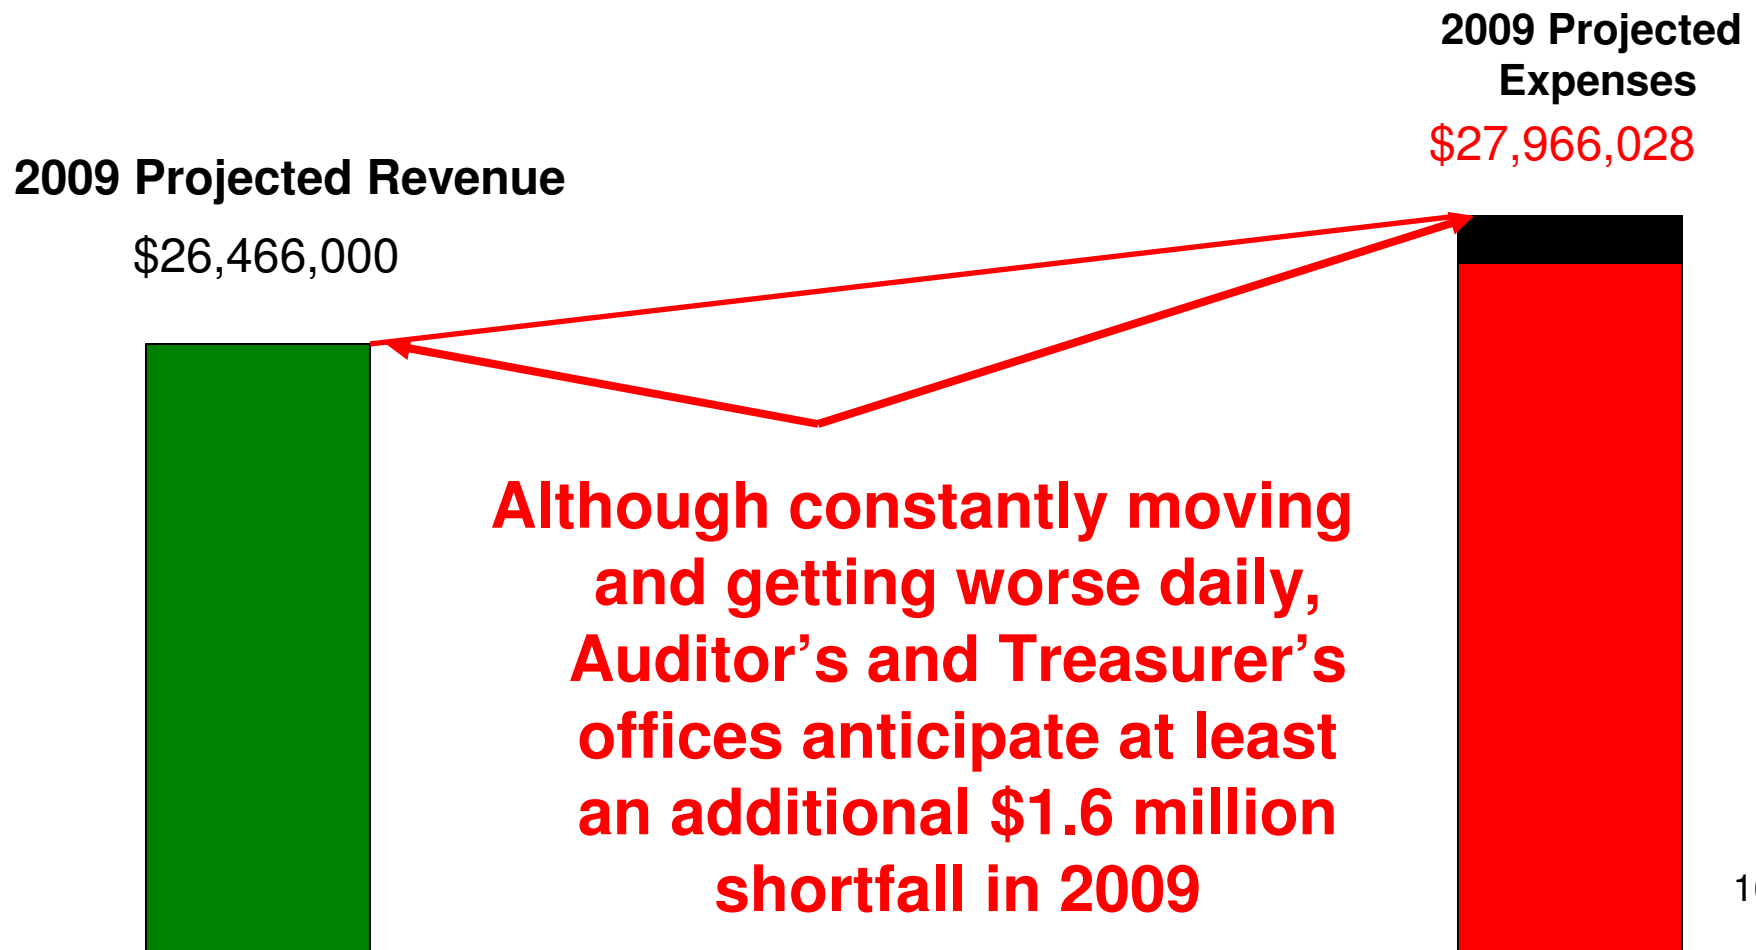 2009 Projected
Expenses
$27,966,028
2009 Projected Revenue
$26,466,000
Although constantly moving
and getting worse daily,
Auditor’s and Treasurer’s
offices anticipate at least
an additional $1.6 million
shortfall in 2009